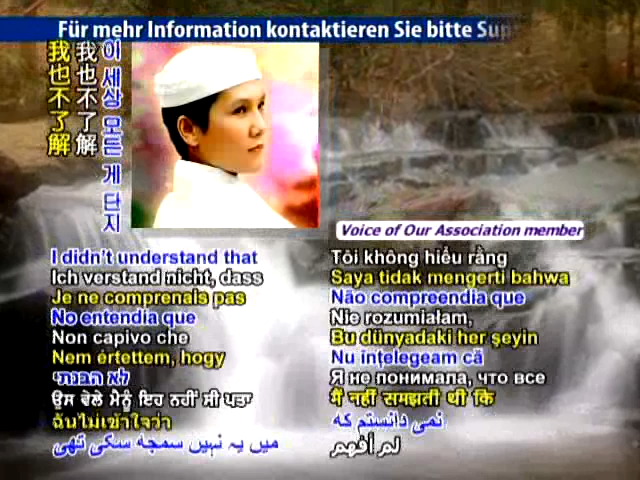 Für mehr Information kontaktieren Sie bitte
我也不了解
我也不了解
이 세상 모든 게 단지
Voice of Our Association member
I didn't understand that
Ich verstand nicht, dass
Je ne comprenais pas
No entendía que
Non capivo che
Nem értettem, hogy
לא הבנתי
ਉਸ ਵੇਲੇ ਮੈਨੂੰ ਇਹ ਨਹੀਂ ਸੀ ਪਤਾ
ฉันไม่เข้าใจว่า
میں یہ نہیں سمجھ سکی تھی
Tôi không hiểu rằng
Saya tidak mengerti bahwa
Não compreendia que
Nie rozumiałam,
Bu dünyadaki her şeyin
Nu înțelegeam că
Я не понимала, что все
मैं नहीं समझती थी कि
نمی دانستم که
لم أفهم